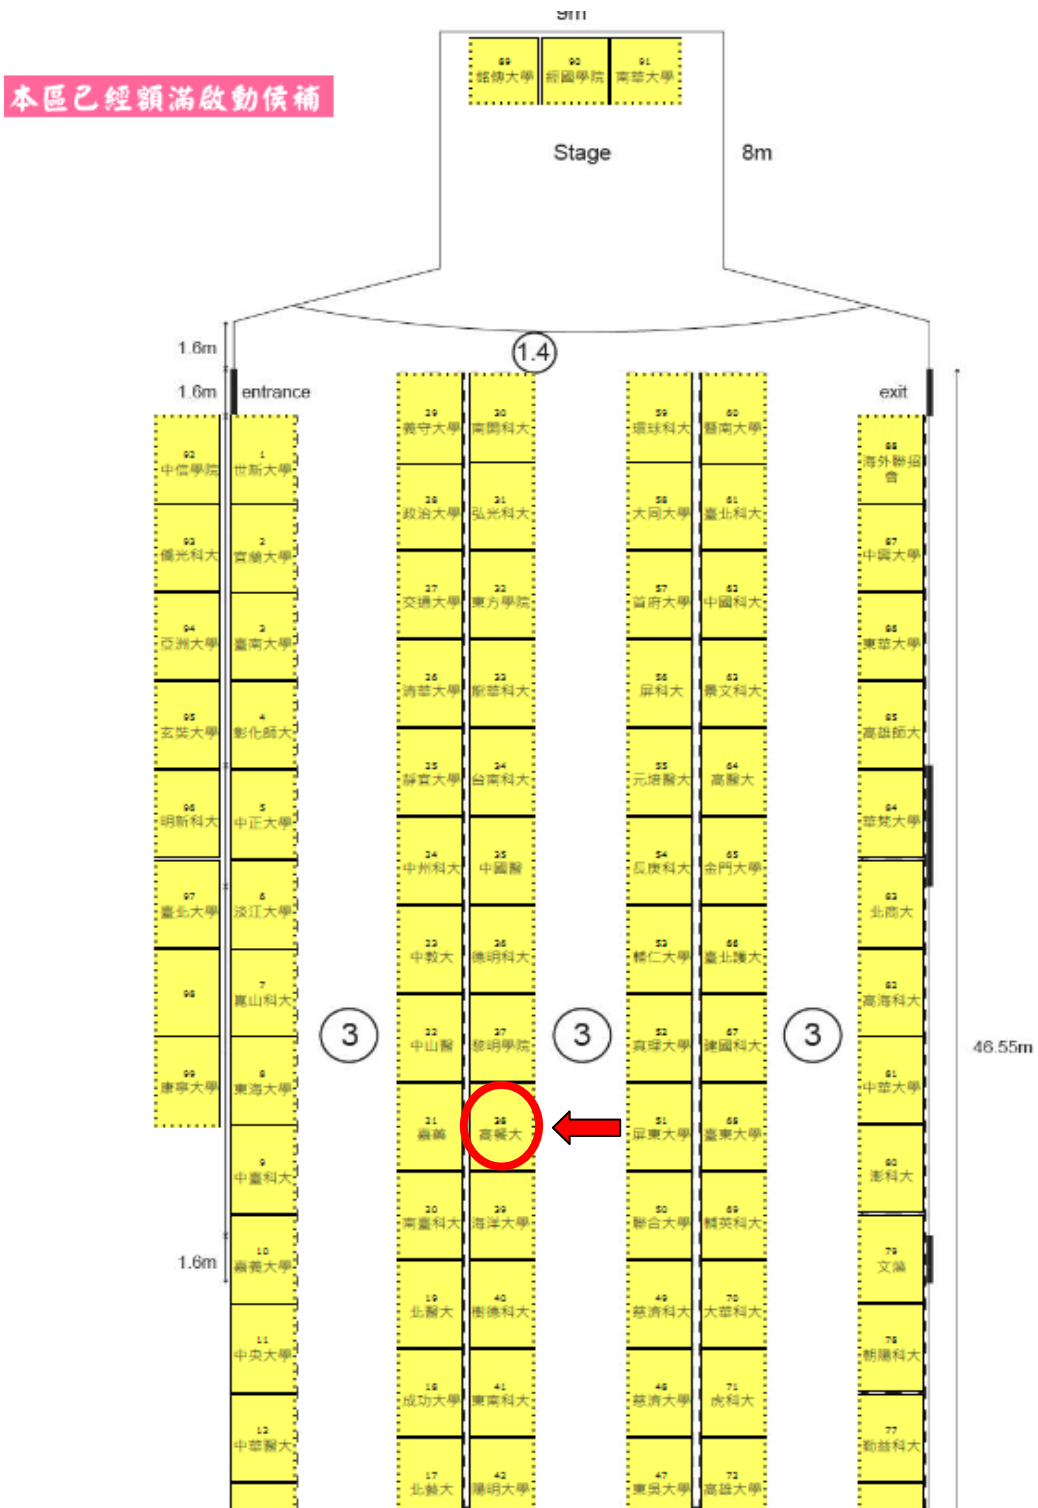 9m
89 90 91
銘傳大學 經國學院 南華大學
本區已經額滿啟動侯補
Stage 8m
1.6m
1.4
1.6m entrance exit
29 30 59 60
義守大學 南開科大 環球科大 暨南大學
92 1 88
中信學院 世新大學 海外聯招
會
28 31 58 61
政治大學 弘光科大 大同大學 臺北科大
93 2 87
僑光科大 宜蘭大學 中興大學
27 32 57 62
交通大學 東方學院 首府大學 中國科大
94 3 86
亞洲大學 臺南大學 東華大學
26 33 56 63
清華大學 龍華科大 屏科大 景文科大
95 4 85
玄奘大學 彰化師大 高雄師大
25 34 55 64
靜宜大學 台南科大 元培醫大 高醫大
96 5 84
明新科大 中正大學 華梵大學
24 35 54 65
中州科大 中國醫 長庚科大 金門大學
97 6 83
臺北大學 淡江大學 北商大
23 36 53 66
中教大 德明科大 輔仁大學 臺北護大
98 7 82
崑山科大 高海科大
22 37 52 67
中山醫 黎明學院 真理大學 建國科大
3 3 3
46.55m
99 8 81
康寧大學 東海大學 中華大學
21 38 51 68
嘉藥 高餐大 屏東大學 臺東大學
9 80
中臺科大 澎科大
20 39 50 69
南臺科大 海洋大學 聯合大學 輔英科大
1.6m
10 79
嘉義大學 文藻
19 40 49 70
北醫大 樹德科大 慈濟科大 大華科大
11 78
中央大學 朝陽科大
18 41 48 71
成功大學 東南科大 慈濟大學 虎科大
12 77
中華醫大 勤益科大
17 42 47 72
北藝大 陽明大學 東吳大學 高雄大學